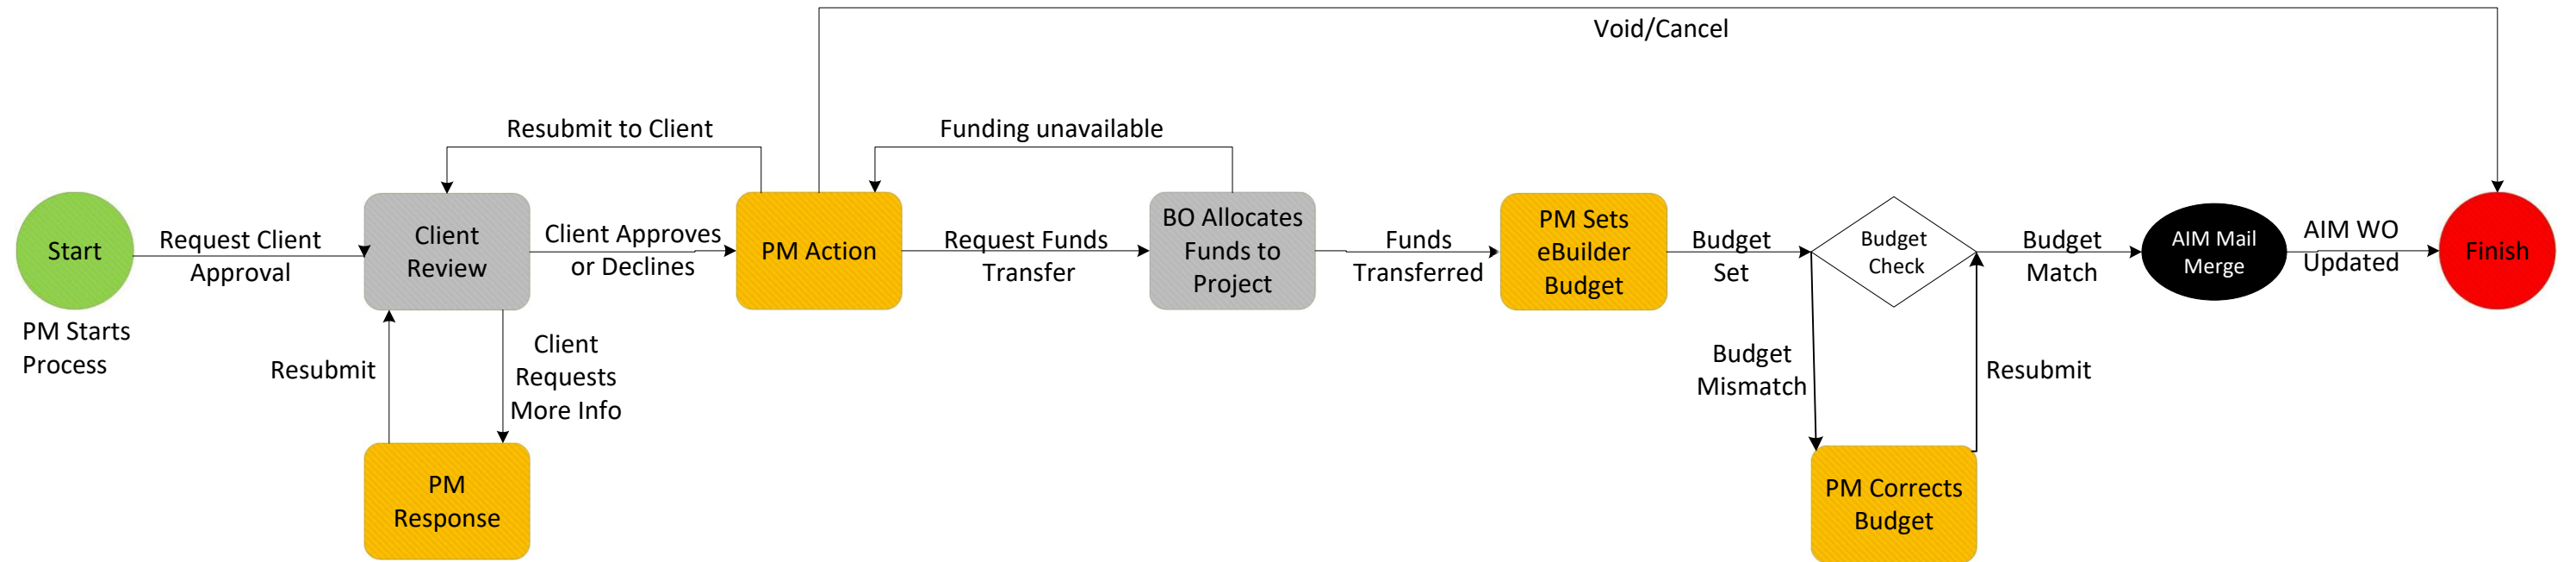 Void/Cancel
Resubmit to Client
Funding unavailable
Start
PM Starts
Process
Request Client
Approval
Client
Review
Client Approves
or Declines
PM Action
Request Funds
Transfer
BO Allocates
Funds to
Project
Funds
Transferred
PM Sets
eBuilder
Budget
Budget
Set
Budget
Check
Budget
Match
AIM Mail
Merge
AIM WO
Updated
Finish
Resubmit
Client
Requests
More Info
PM
Response
Budget
Mismatch
Resubmit
PM Corrects
Budget